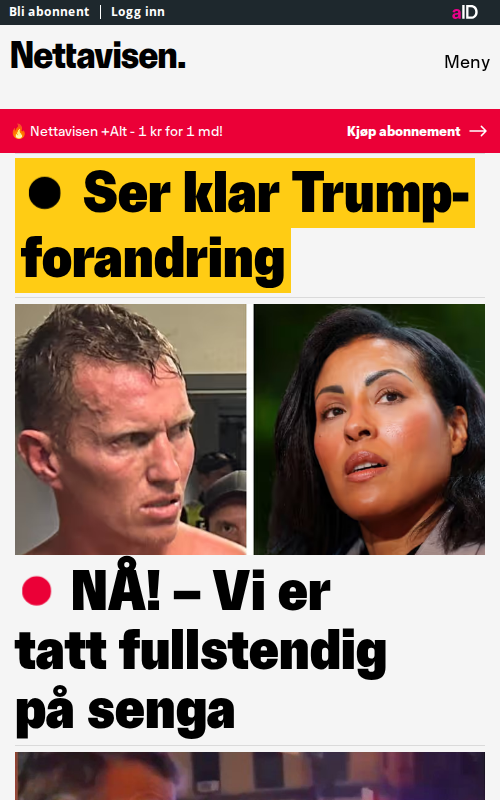 Bli abonnent | Logg inn
aID
Nettavisen.
Meny
🔥 Nettavisen +Alt - 1 kr for 1 md!
Kjøp abonnement →
● Ser klar Trump-
forandring
● NÅ! – Vi er
tatt fullstendig
på senga